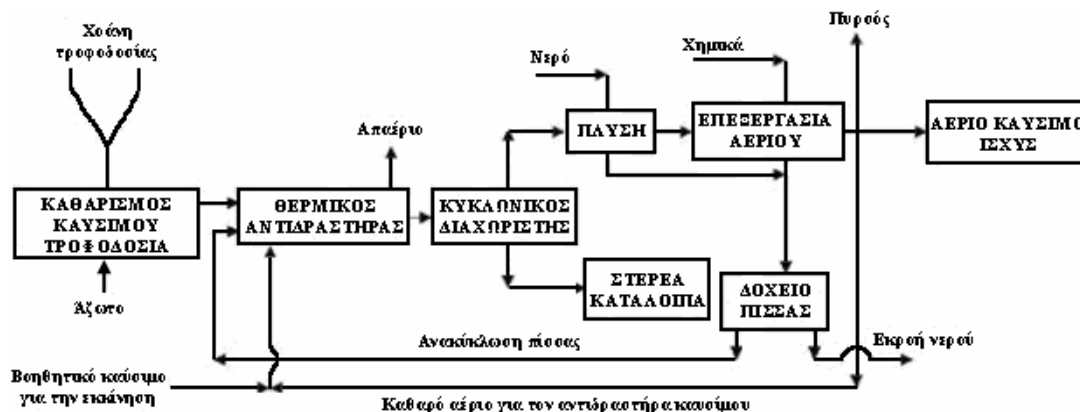 Χοάνη
τροφοδοσίας
Πυρσός
Νερό
Χημικά
Απαέριο
ΠΛΥΣΗ
ΕΠΕΞΕΡΓΑΣΙΑ
ΑΕΡΙΟΥ
ΑΕΡΙΟ ΚΑΥΣΙΜΟ
ΙΣΧΥΣ
ΚΑΘΑΡΙΣΜΟΣ
ΚΑΥΣΙΜΟΥ
ΤΡΟΦΟΔΟΣΙΑ
ΘΕΡΜΙΚΟΣ
ΑΝΤΙΔΡΑΣΤΗΡΑΣ
ΚΥΚΛΩΝΙΚΟΣ
ΔΙΑΧΩΡΙΣΤΗΣ
ΣΤΕΡΕΑ
ΚΑΤΑΛΟΙΠΑ
ΔΟΧΕΙΟ
ΠΙΣΣΑΣ
Άζωτο
Ανακύκλωση πίσσας
Εκροή νερού
Βοηθητικό καύσιμο
για την εκκίνηση
Καθαρό αέριο για τον αντιδραστήρα καυσίμου